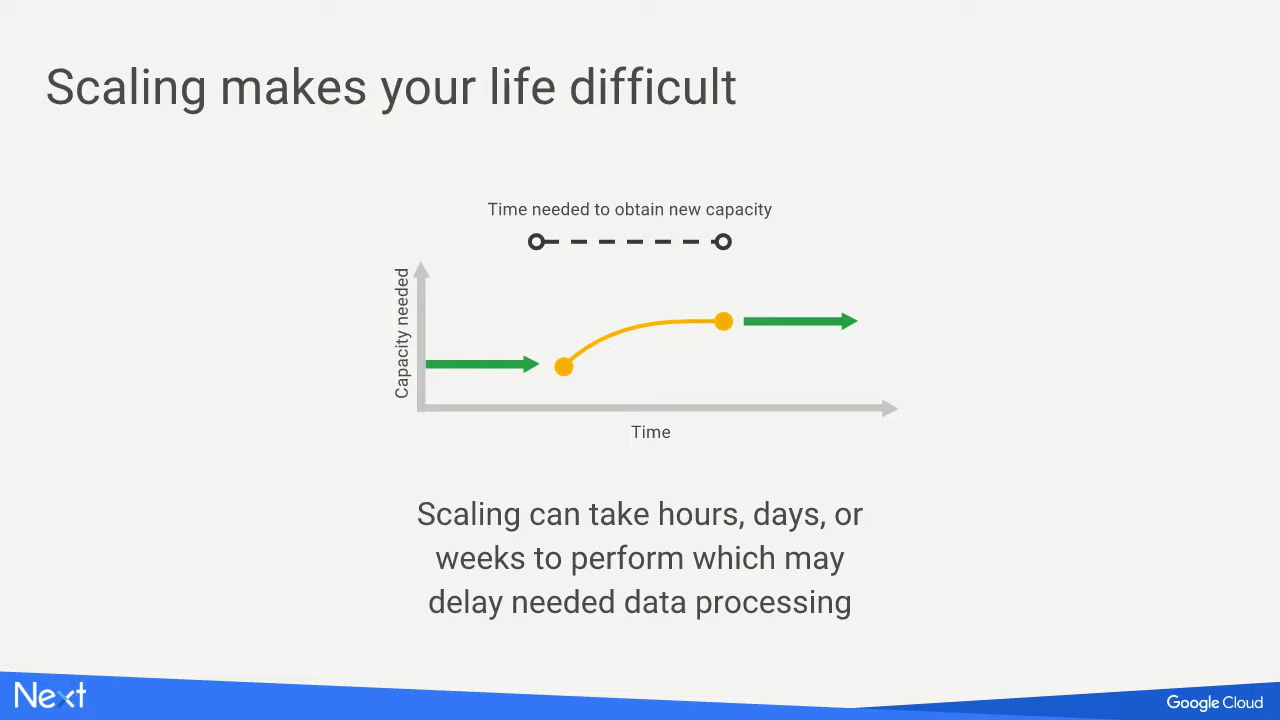 Scaling makes your life difficult
Time needed to obtain new capacity
Capacity needed
Time
Scaling can take hours, days, or
weeks to perform which may
delay needed data processing
Next
Google Cloud